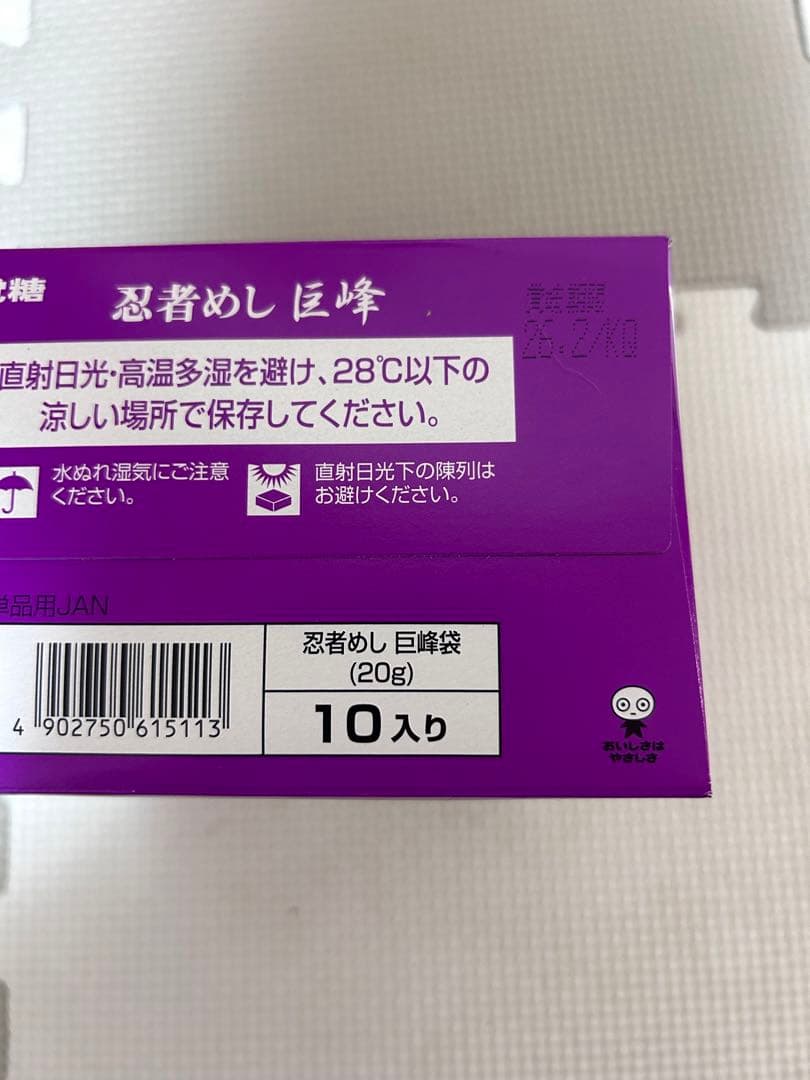 味糖
忍者めし 巨峰
賞味期限
26.2/KQ
直射日光・高温多湿を避け、28℃以下の
涼しい場所で保存してください。
水ぬれ湿気にご注意
ください。
直射日光下の陳列は
お避けください。
単品用JAN
忍者めし 巨峰袋
(20g)
10入り
4 902750 615113
おいしさは
やさしさ